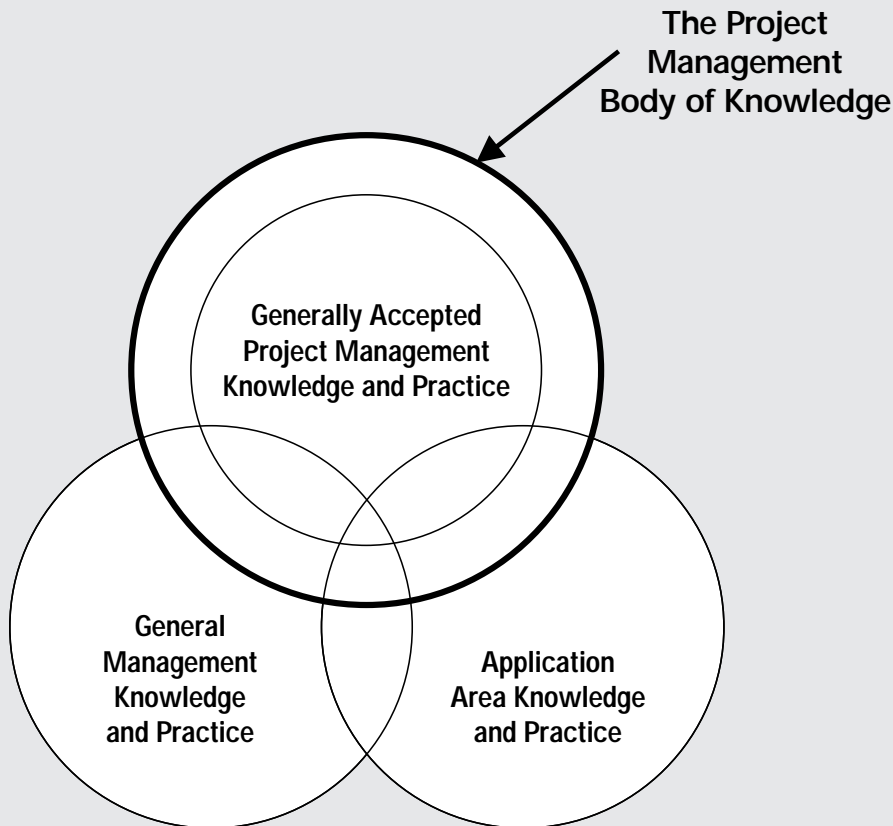 The Project
Management
Body of Knowledge
Generally Accepted
Project Management
Knowledge and Practice
General
Management
Knowledge
and Practice
Application
Area Knowledge
and Practice